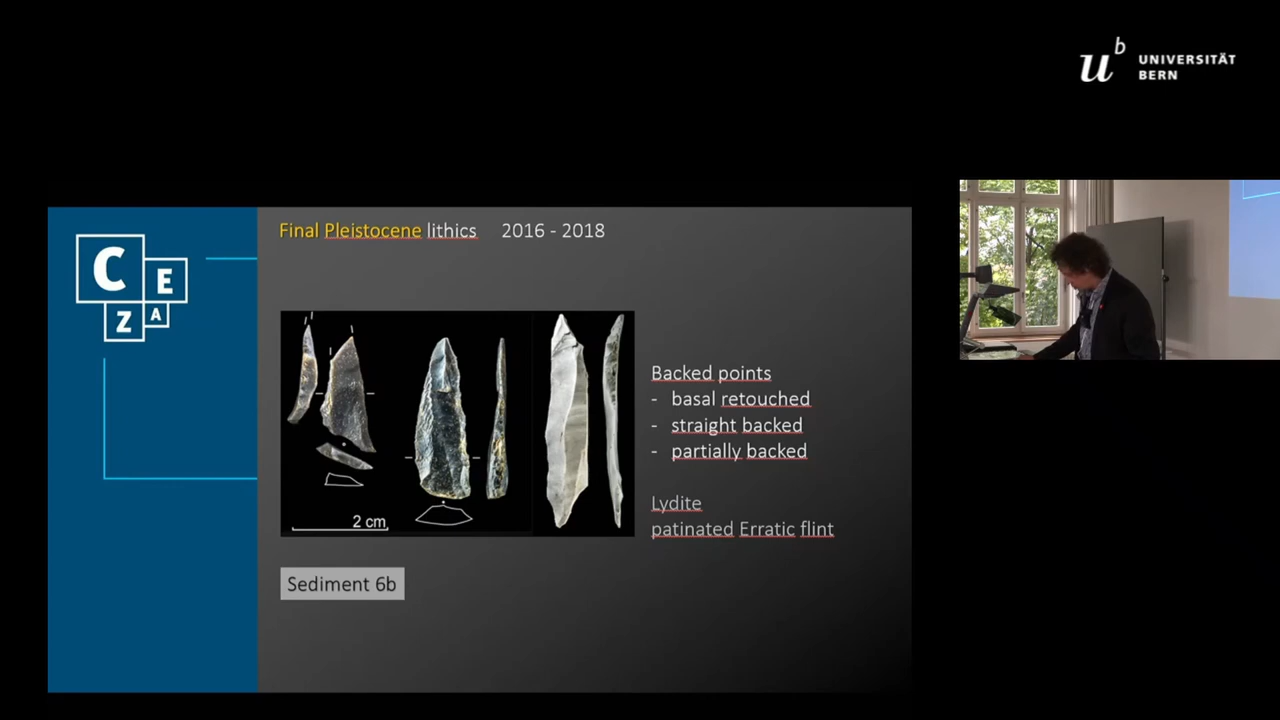 u b
UNIVERSITÄT
BERN
C E
Z A
Final Pleistocene lithics 2016 - 2018
2 cm
Backed points
- basal retouched
- straight backed
- partially backed
Lydite
patinated Erratic flint
Sediment 6b